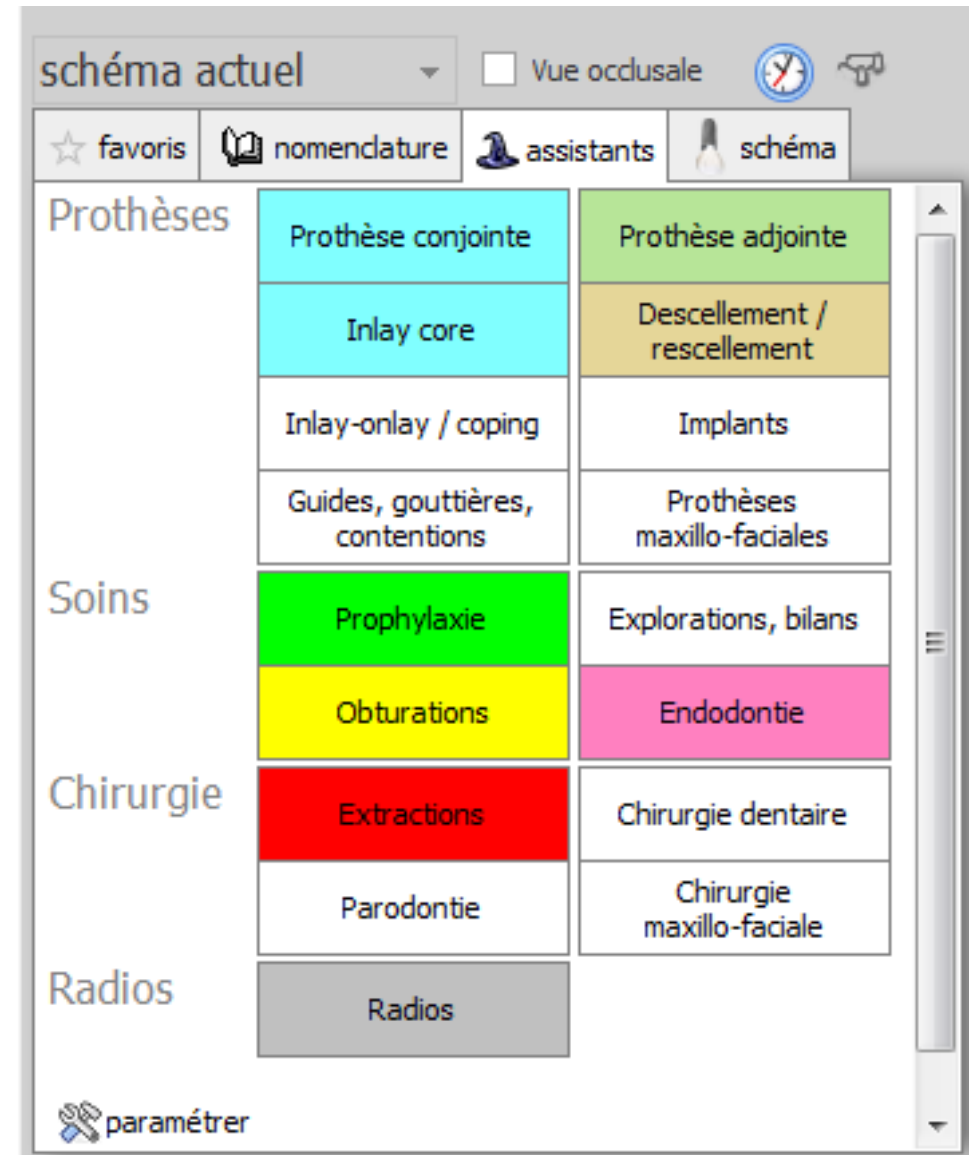 schéma actuel
Vue occlusale
favoris
nomenclature
assistants
schéma
Prothèses
Prothèse conjointe
Prothèse adjointe
Inlay core
Descellement /
rescellement
Inlay-onlay / coping
Implants
Guides, gouttières,
contentions
Prothèses
maxillo-faciales
Soins
Prophylaxie
Explorations, bilans
Obturations
Endodontie
Chirurgie
Extractions
Chirurgie dentaire
Parodontie
Chirurgie
maxillo-faciale
Radios
Radios
paramétrer